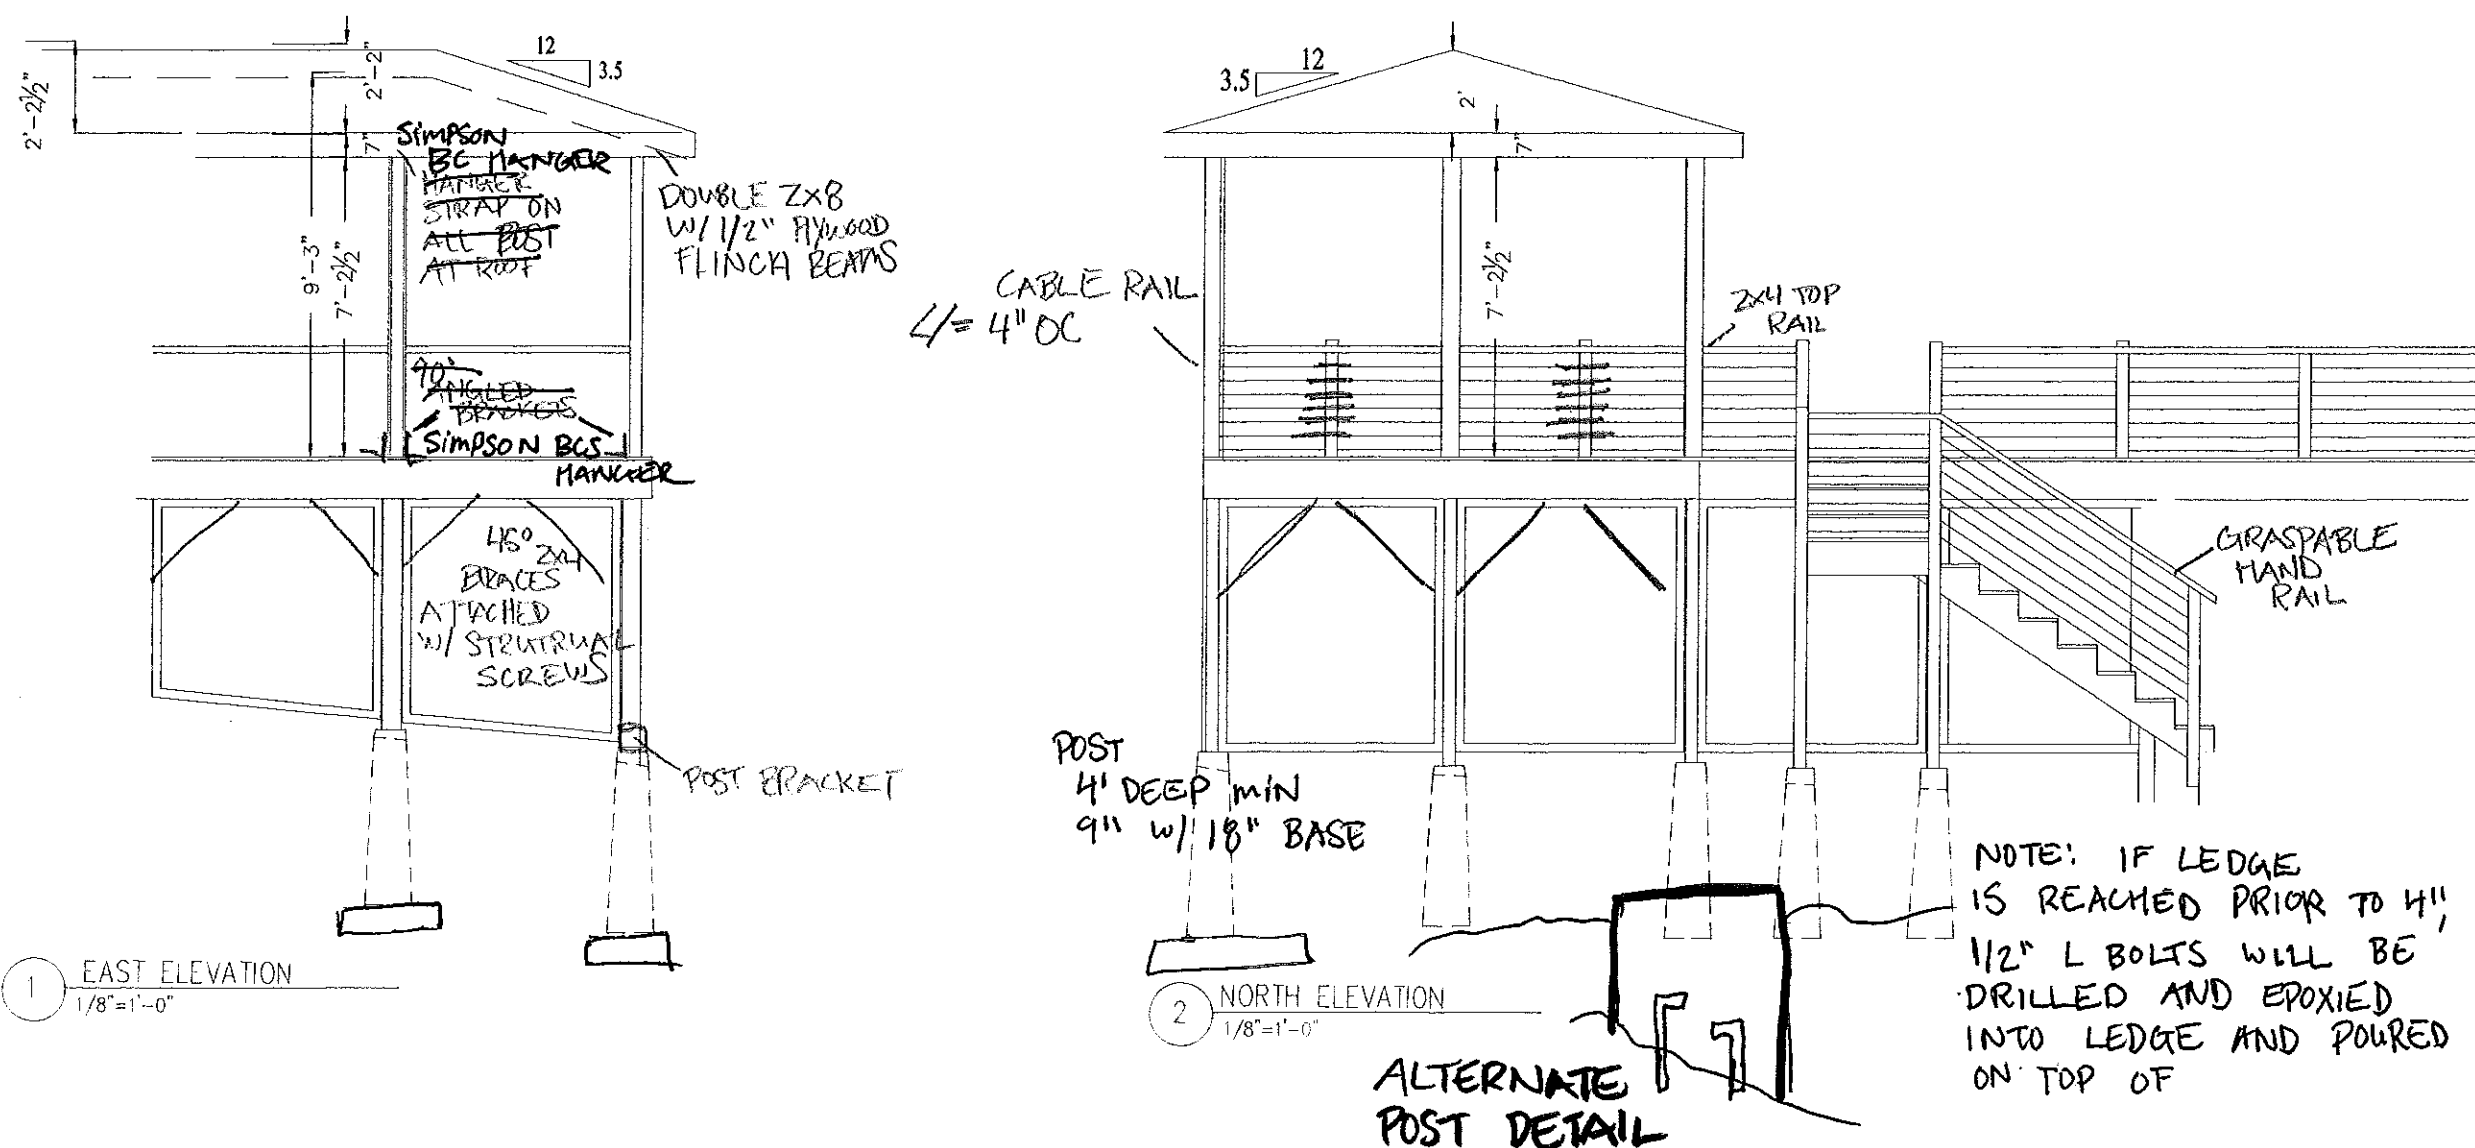 2'-2½"
2'-2"
12
3.5
7"
9'-3"
7'-2½"
SIMPSON
BC HANGER
HANGER
STRAP ON
ALL POST
AT ROOF
DOUBLE 2X8
W/ 1/2" PLYWOOD
FLINCH BEAMS
90°
ANGLED
BRACKETS
SIMPSON BCS
HANGER
45° 2X4
BRACES
ATTACHED
W/ STRUTRUAL
SCREWS
POST BRACKET
1
EAST ELEVATION
1/8"=1'-0"
3.5
12
2'
7"
7'-2½"
CABLE RAIL
4" OC
2X4 TOP
RAIL
GRASPABLE
HAND
RAIL
POST
4' DEEP MIN
9" W/ 18" BASE
2
NORTH ELEVATION
1/8"=1'-0"
ALTERNATE
POST DETAIL
NOTE: IF LEDGE
IS REACHED PRIOR TO 4",
1/2" L BOLTS WILL BE
DRILLED AND EPOXIED
INTO LEDGE AND POURED
ON TOP OF